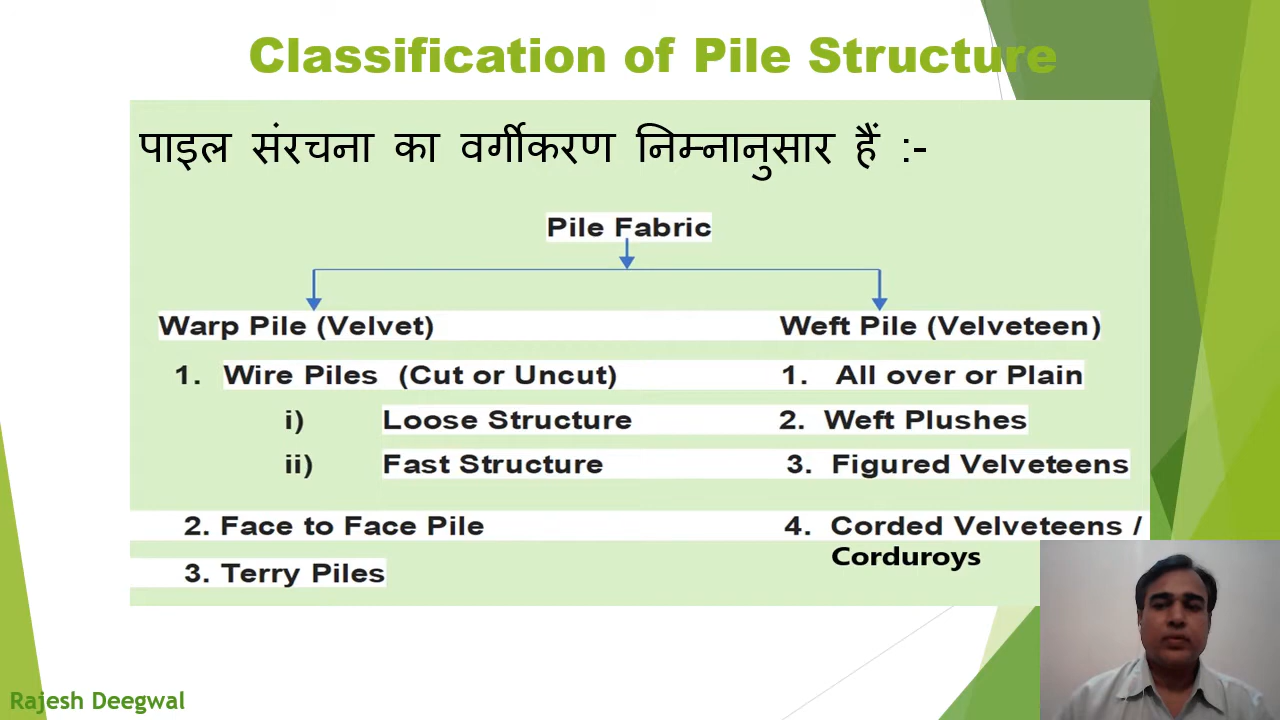 Classification of Pile Structure
पाइल संरचना का वर्गीकरण निम्नानुसार हैं :-
Pile Fabric
Warp Pile (Velvet)
1. Wire Piles (Cut or Uncut)
i) Loose Structure
ii) Fast Structure
2. Face to Face Pile
3. Terry Piles
Weft Pile (Velveteen)
1. All over or Plain
2. Weft Plushes
3. Figured Velveteens
4. Corded Velveteens /
Corduroys
Rajesh Deegwal